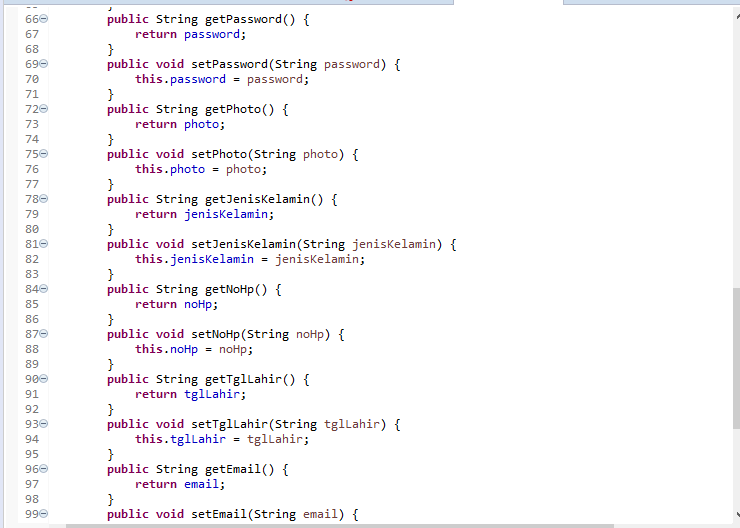 66 public String getPassword() {
67 return password;
68 }
69 public void setPassword(String password) {
70 this.password = password;
71 }
72 public String getPhoto() {
73 return photo;
74 }
75 public void setPhoto(String photo) {
76 this.photo = photo;
77 }
78 public String getJenisKelamin() {
79 return jenisKelamin;
80 }
81 public void setJenisKelamin(String jenisKelamin) {
82 this.jenisKelamin = jenisKelamin;
83 }
84 public String getNoHp() {
85 return noHp;
86 }
87 public void setNoHp(String noHp) {
88 this.noHp = noHp;
89 }
90 public String getTglLahir() {
91 return tglLahir;
92 }
93 public void setTglLahir(String tglLahir) {
94 this.tglLahir = tglLahir;
95 }
96 public String getEmail() {
97 return email;
98 }
99 public void setEmail(String email) {